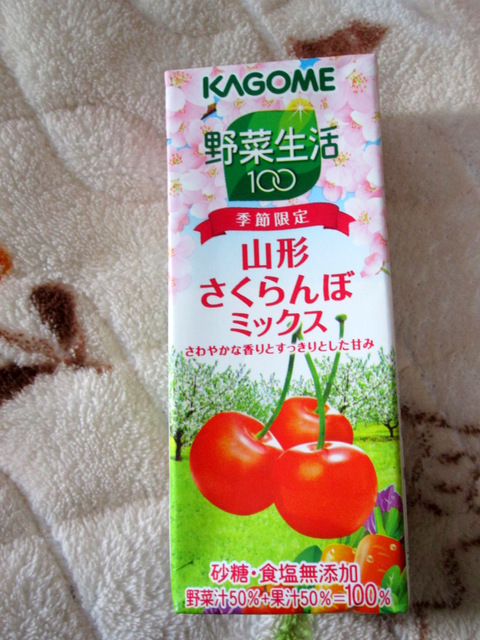 KAGOME
野菜生活
100
季節限定
山形
さくらんぼ
ミックス
さわやかな香りとすっきりとした甘み
砂糖・食塩無添加
野菜汁50%+果汁50%=100%